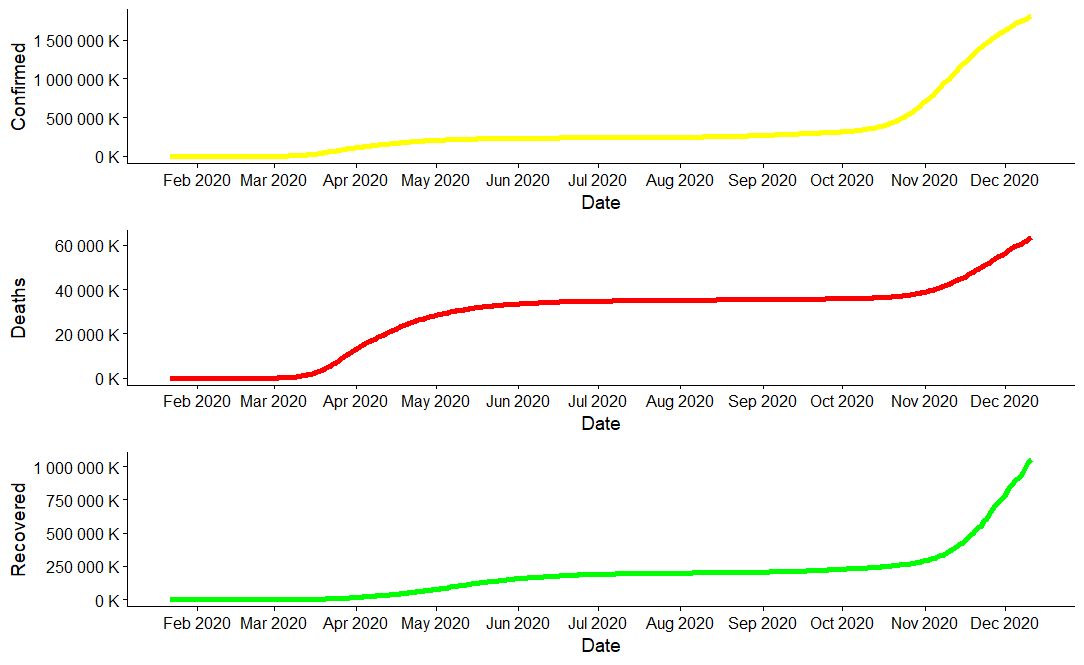 Confirmed
1 500 000 K
1 000 000 K
500 000 K
0 K
Feb 2020 Mar 2020 Apr 2020 May 2020 Jun 2020 Jul 2020 Aug 2020 Sep 2020 Oct 2020 Nov 2020 Dec 2020
Date
Deaths
60 000 K
40 000 K
20 000 K
0 K
Feb 2020 Mar 2020 Apr 2020 May 2020 Jun 2020 Jul 2020 Aug 2020 Sep 2020 Oct 2020 Nov 2020 Dec 2020
Date
Recovered
1 000 000 K
750 000 K
500 000 K
250 000 K
0 K
Feb 2020 Mar 2020 Apr 2020 May 2020 Jun 2020 Jul 2020 Aug 2020 Sep 2020 Oct 2020 Nov 2020 Dec 2020
Date